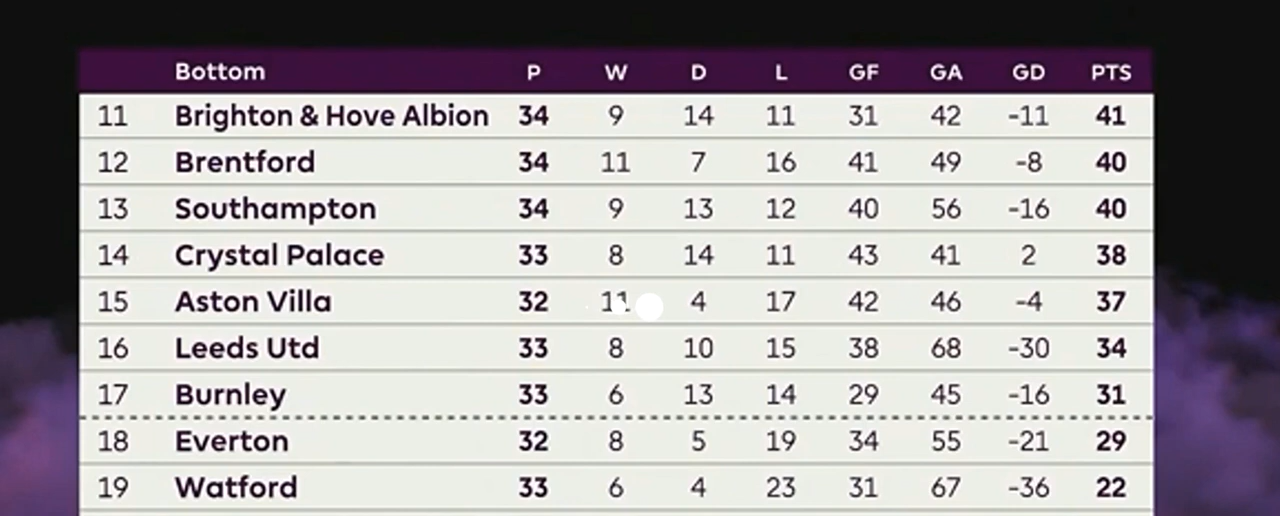 Bottom P W D L GF GA GD PTS
11 Brighton & Hove Albion 34 9 14 11 31 42 -11 41
12 Brentford 34 11 7 16 41 49 -8 40
13 Southampton 34 9 13 12 40 56 -16 40
14 Crystal Palace 33 8 14 11 43 41 2 38
15 Aston Villa 32 11 4 17 42 46 -4 37
16 Leeds Utd 33 8 10 15 38 68 -30 34
17 Burnley 33 6 13 14 29 45 -16 31
18 Everton 32 8 5 19 34 55 -21 29
19 Watford 33 6 4 23 31 67 -36 22